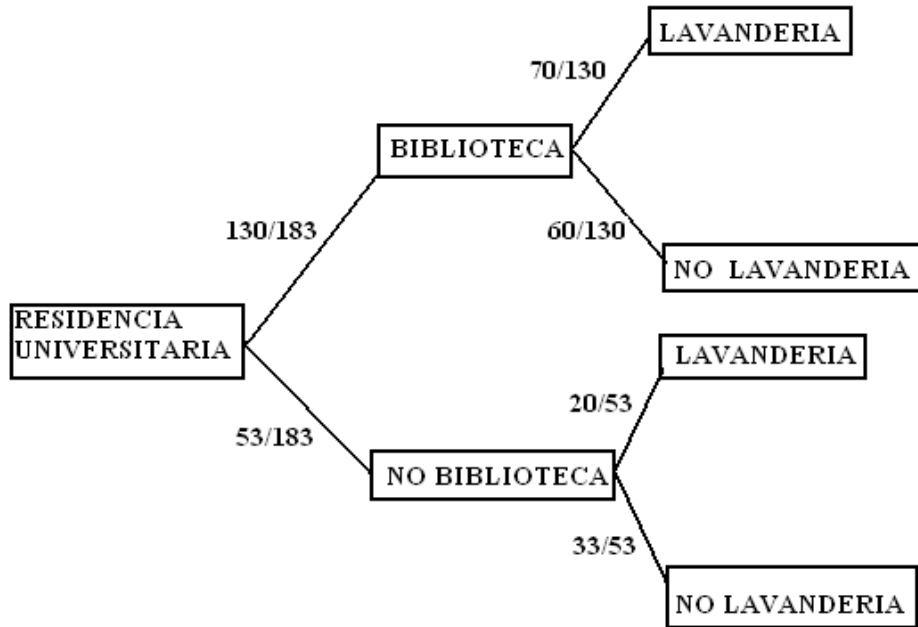 LAVANDERIA
70/130
BIBLIOTECA
130/183
60/130
NO LAVANDERIA
RESIDENCIA
UNIVERSITARIA
LAVANDERIA
20/53
53/183
NO BIBLIOTECA
33/53
NO LAVANDERIA